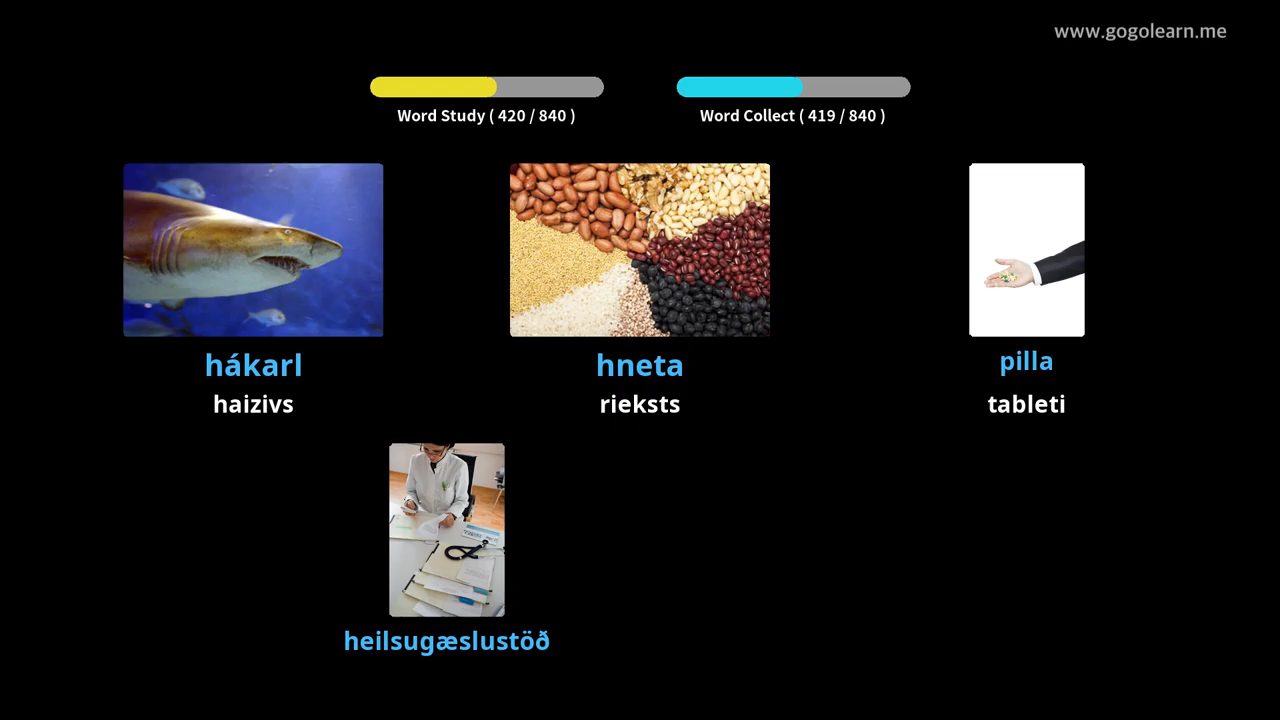 www.gogolearn.me
Word Study ( 420 / 840 )
Word Collect ( 419 / 840 )
hákarl
haizivs
hneta
rieksts
pilla
tableti
heilsugæslustöð